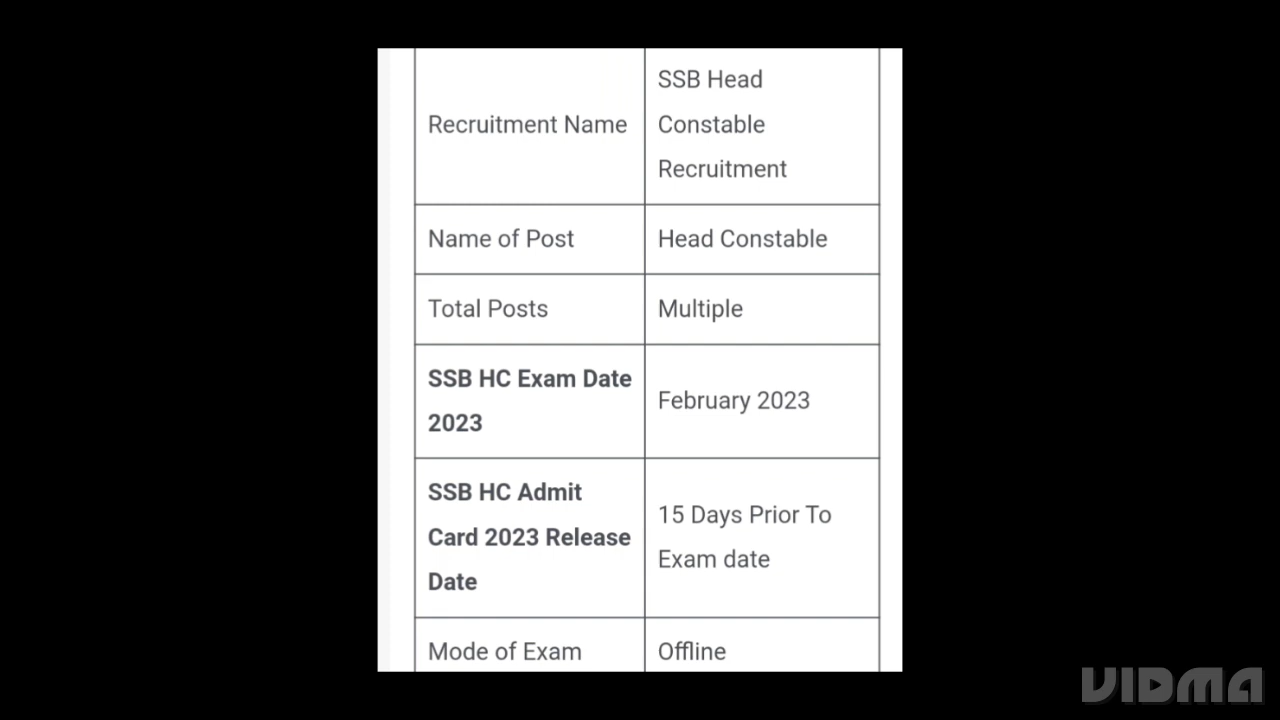 Recruitment Name
SSB Head
Constable
Recruitment
Name of Post
Head Constable
Total Posts
Multiple
SSB HC Exam Date
2023
February 2023
SSB HC Admit
Card 2023 Release
Date
15 Days Prior To
Exam date
Mode of Exam
Offline
VIDMA